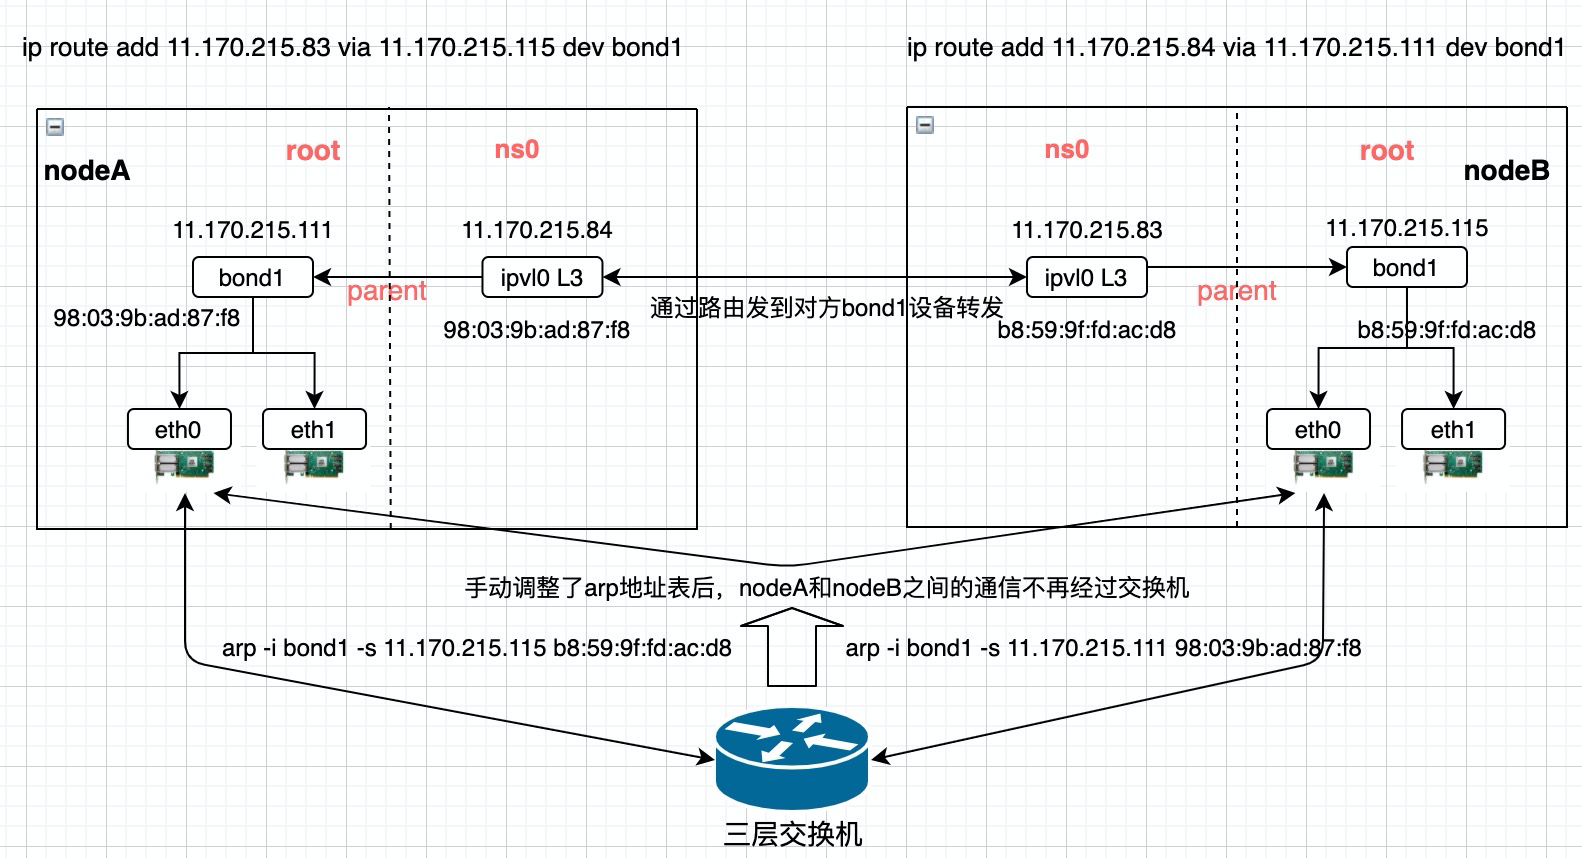 ip route add 11.170.215.83 via 11.170.215.115 dev bond1
ip route add 11.170.215.84 via 11.170.215.111 dev bond1
nodeA
root
ns0
11.170.215.111
11.170.215.84
bond1
ipvl0 L3
parent
98:03:9b:ad:87:f8
98:03:9b:ad:87:f8
eth0
eth1
通过路由发到对方bond1设备转发
ns0
root
nodeB
11.170.215.83
11.170.215.115
ipvl0 L3
bond1
parent
b8:59:9f:fd:ac:d8
b8:59:9f:fd:ac:d8
eth0
eth1
手动调整了arp地址表后，nodeA和nodeB之间的通信不再经过交换机
arp -i bond1 -s 11.170.215.115 b8:59:9f:fd:ac:d8
arp -i bond1 -s 11.170.215.111 98:03:9b:ad:87:f8
三层交换机